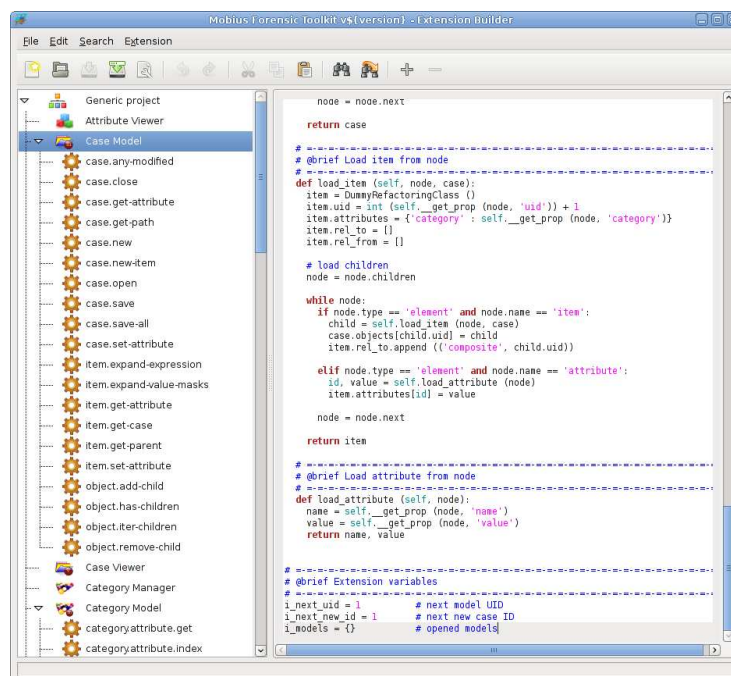 Mobius Forensic Toolkit v${version} - Extension Builder
File Edit Search Extension
Generic project
Attribute Viewer
Case Model
case.any-modified
case.close
case.get-attribute
case.get-path
case.new
case.new-item
case.open
case.save
case.save-all
case.set-attribute
item.expand-expression
item.expand-value-masks
item.get-attribute
item.get-case
item.get-parent
item.set-attribute
object.add-child
object.has-children
object.iter-children
object.remove-child
Case Viewer
Category Manager
Category Model
category.attribute.get
category.attribute.index
node = node.next
return case
# =-=-=-=-=-=-=-=-=-=-=-=-=-=-=-=-=-=-=-=-=-=-=-=-=-=-=-=-=-=-=-=-=-=-
# @brief Load item from node
# =-=-=-=-=-=-=-=-=-=-=-=-=-=-=-=-=-=-=-=-=-=-=-=-=-=-=-=-=-=-=-=-=-=-
def load_item (self, node, case):
item = DummyRefactoringClass ()
item.uid = int (self.__get_prop (node, 'uid')) + 1
item.attributes = {'category' : self.__get_prop (node, 'category')}
item.rel_to = []
item.rel_from = []
# load children
node = node.children
while node:
if node.type == 'element' and node.name == 'item':
child = self.load_item (node, case)
case.objects[child.uid] = child
item.rel_to.append (('composite', child.uid))
elif node.type == 'element' and node.name == 'attribute':
id, value = self.load_attribute (node)
item.attributes[id] = value
node = node.next
return item
# =-=-=-=-=-=-=-=-=-=-=-=-=-=-=-=-=-=-=-=-=-=-=-=-=-=-=-=-=-=-=-=-=-=-
# @brief Load attribute from node
# =-=-=-=-=-=-=-=-=-=-=-=-=-=-=-=-=-=-=-=-=-=-=-=-=-=-=-=-=-=-=-=-=-=-
def load_attribute (self, node):
name = self.__get_prop (node, 'name')
value = self.__get_prop (node, 'value')
return name, value
# =-=-=-=-=-=-=-=-=-=-=-=-=-=-=-=-=-=-=-=-=-=-=-=-=-=-=-=-=-=-=-=-=-=-=-
# @brief Extension variables
# =-=-=-=-=-=-=-=-=-=-=-=-=-=-=-=-=-=-=-=-=-=-=-=-=-=-=-=-=-=-=-=-=-=-=-
i_next_uid = 1 # next model UID
i_next_new_id = 1 # next new case ID
i_models = {} # opened models